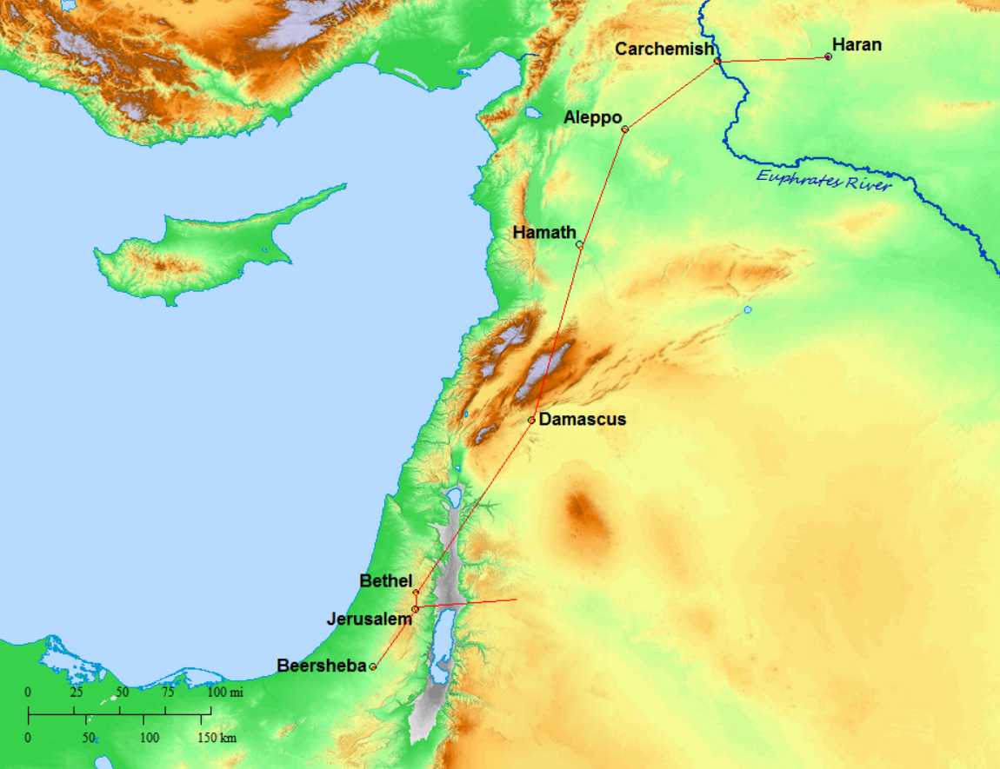 Carchemish
Haran
Aleppo
Euphrates River
Hamath
Damascus
Bethel
Jerusalem
Beersheba
0 25 50 75 100 mi
0 50 100 150 km